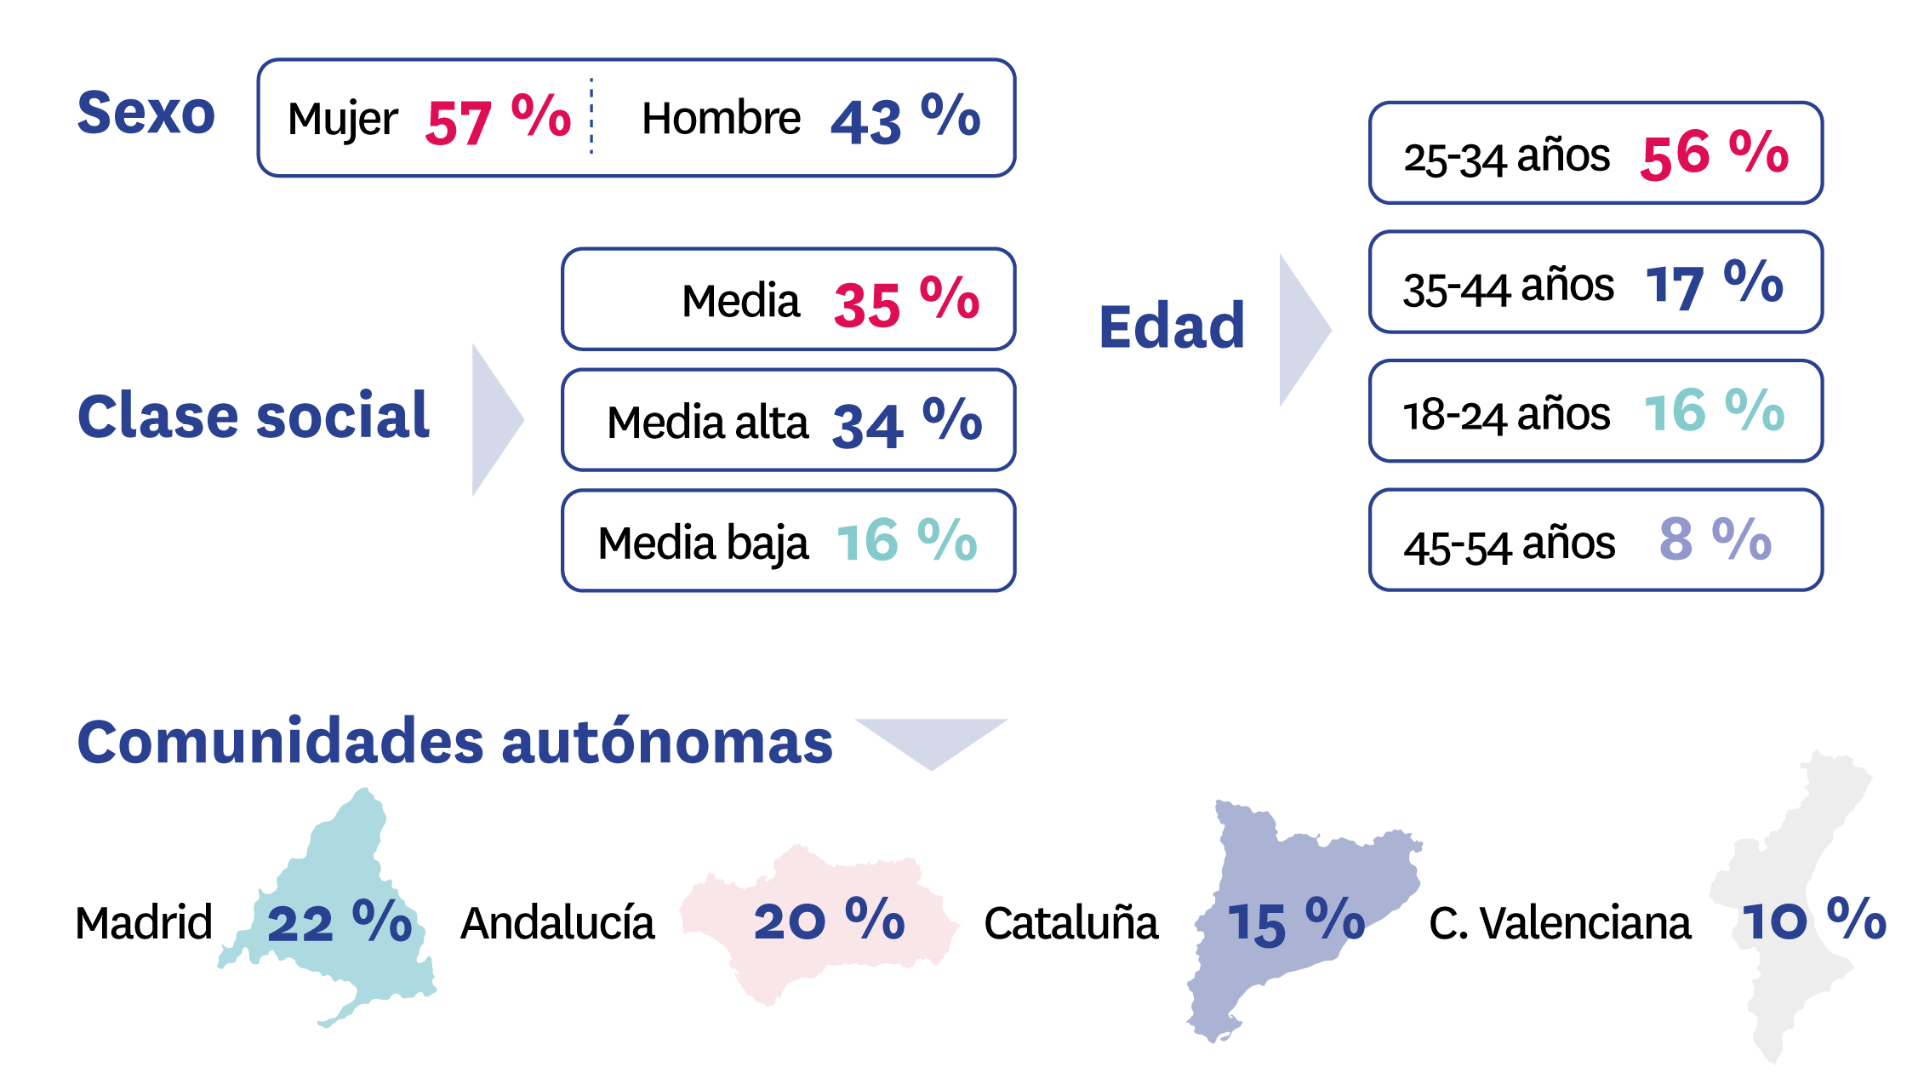 Sexo
Mujer 57 % Hombre 43 %
Clase social
Media 35 %
Media alta 34 %
Media baja 16 %
Edad
25-34 años 56 %
35-44 años 17 %
18-24 años 16 %
45-54 años 8 %
Comunidades autónomas
Madrid 22 % Andalucía 20 % Cataluña 15 % C. Valenciana 10 %